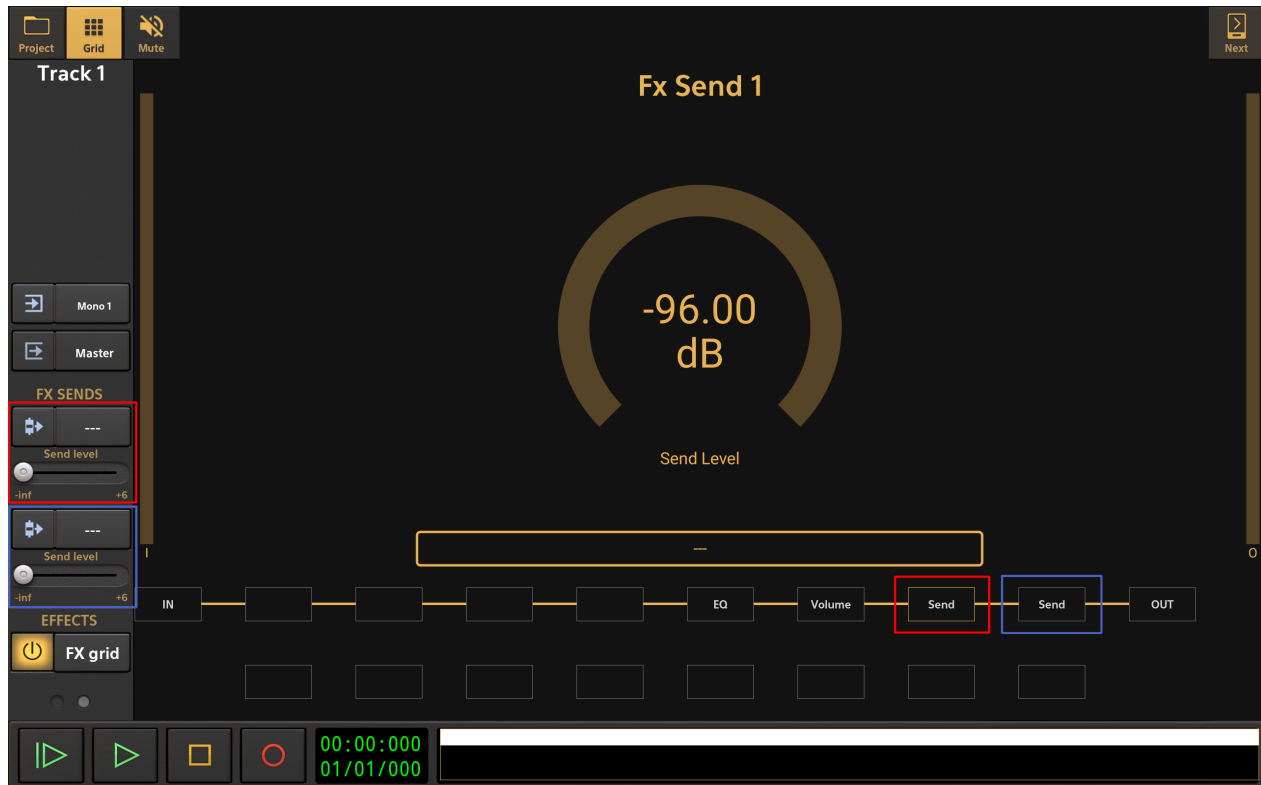 Project
Grid
Mute
Next
Track 1
Fx Send 1
Mono 1
-96.00
dB
Master
FX SENDS
---
Send level
-inf +6
Send Level
---
Send level
-inf +6
---
I
O
IN
EQ
Volume
Send
Send
OUT
EFFECTS
FX grid
00:00:000
01/01/000